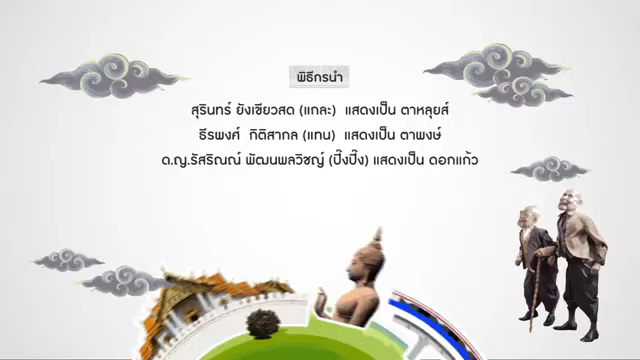 พิธีกรนำ
สุรินทร์ ยังเขียวสด (แกละ) แสดงเป็น ตาหลุยส์
ธีรพงศ์ กิติสากล (แทน) แสดงเป็น ตาพงษ์
ด.ญ.รัสริณณ์ พัฒนพลวิชญ์ (ปิ๊งปิ๊ง) แสดงเป็น ดอกแก้ว